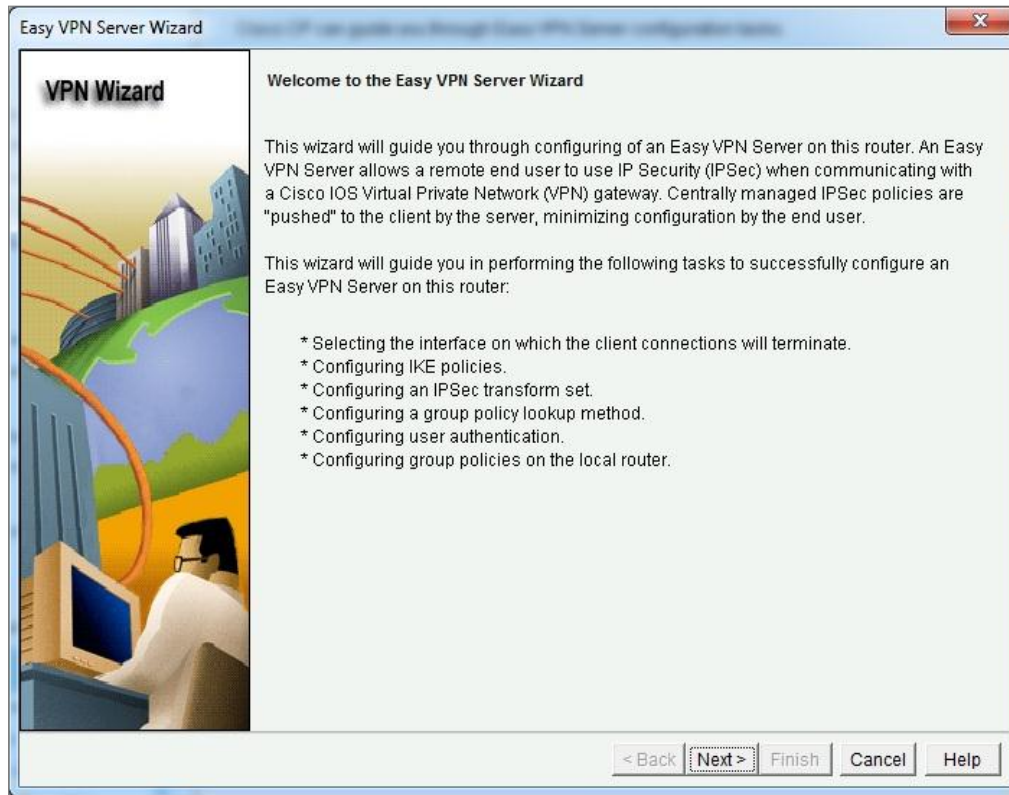 Easy VPN Server Wizard
VPN Wizard
Welcome to the Easy VPN Server Wizard
This wizard will guide you through configuring of an Easy VPN Server on this router. An Easy
VPN Server allows a remote end user to use IP Security (IPSec) when communicating with
a Cisco IOS Virtual Private Network (VPN) gateway. Centrally managed IPSec policies are
"pushed" to the client by the server, minimizing configuration by the end user.
This wizard will guide you in performing the following tasks to successfully configure an
Easy VPN Server on this router:
* Selecting the interface on which the client connections will terminate.
* Configuring IKE policies.
* Configuring an IPSec transform set.
* Configuring a group policy lookup method.
* Configuring user authentication.
* Configuring group policies on the local router.
< Back Next > Finish Cancel Help